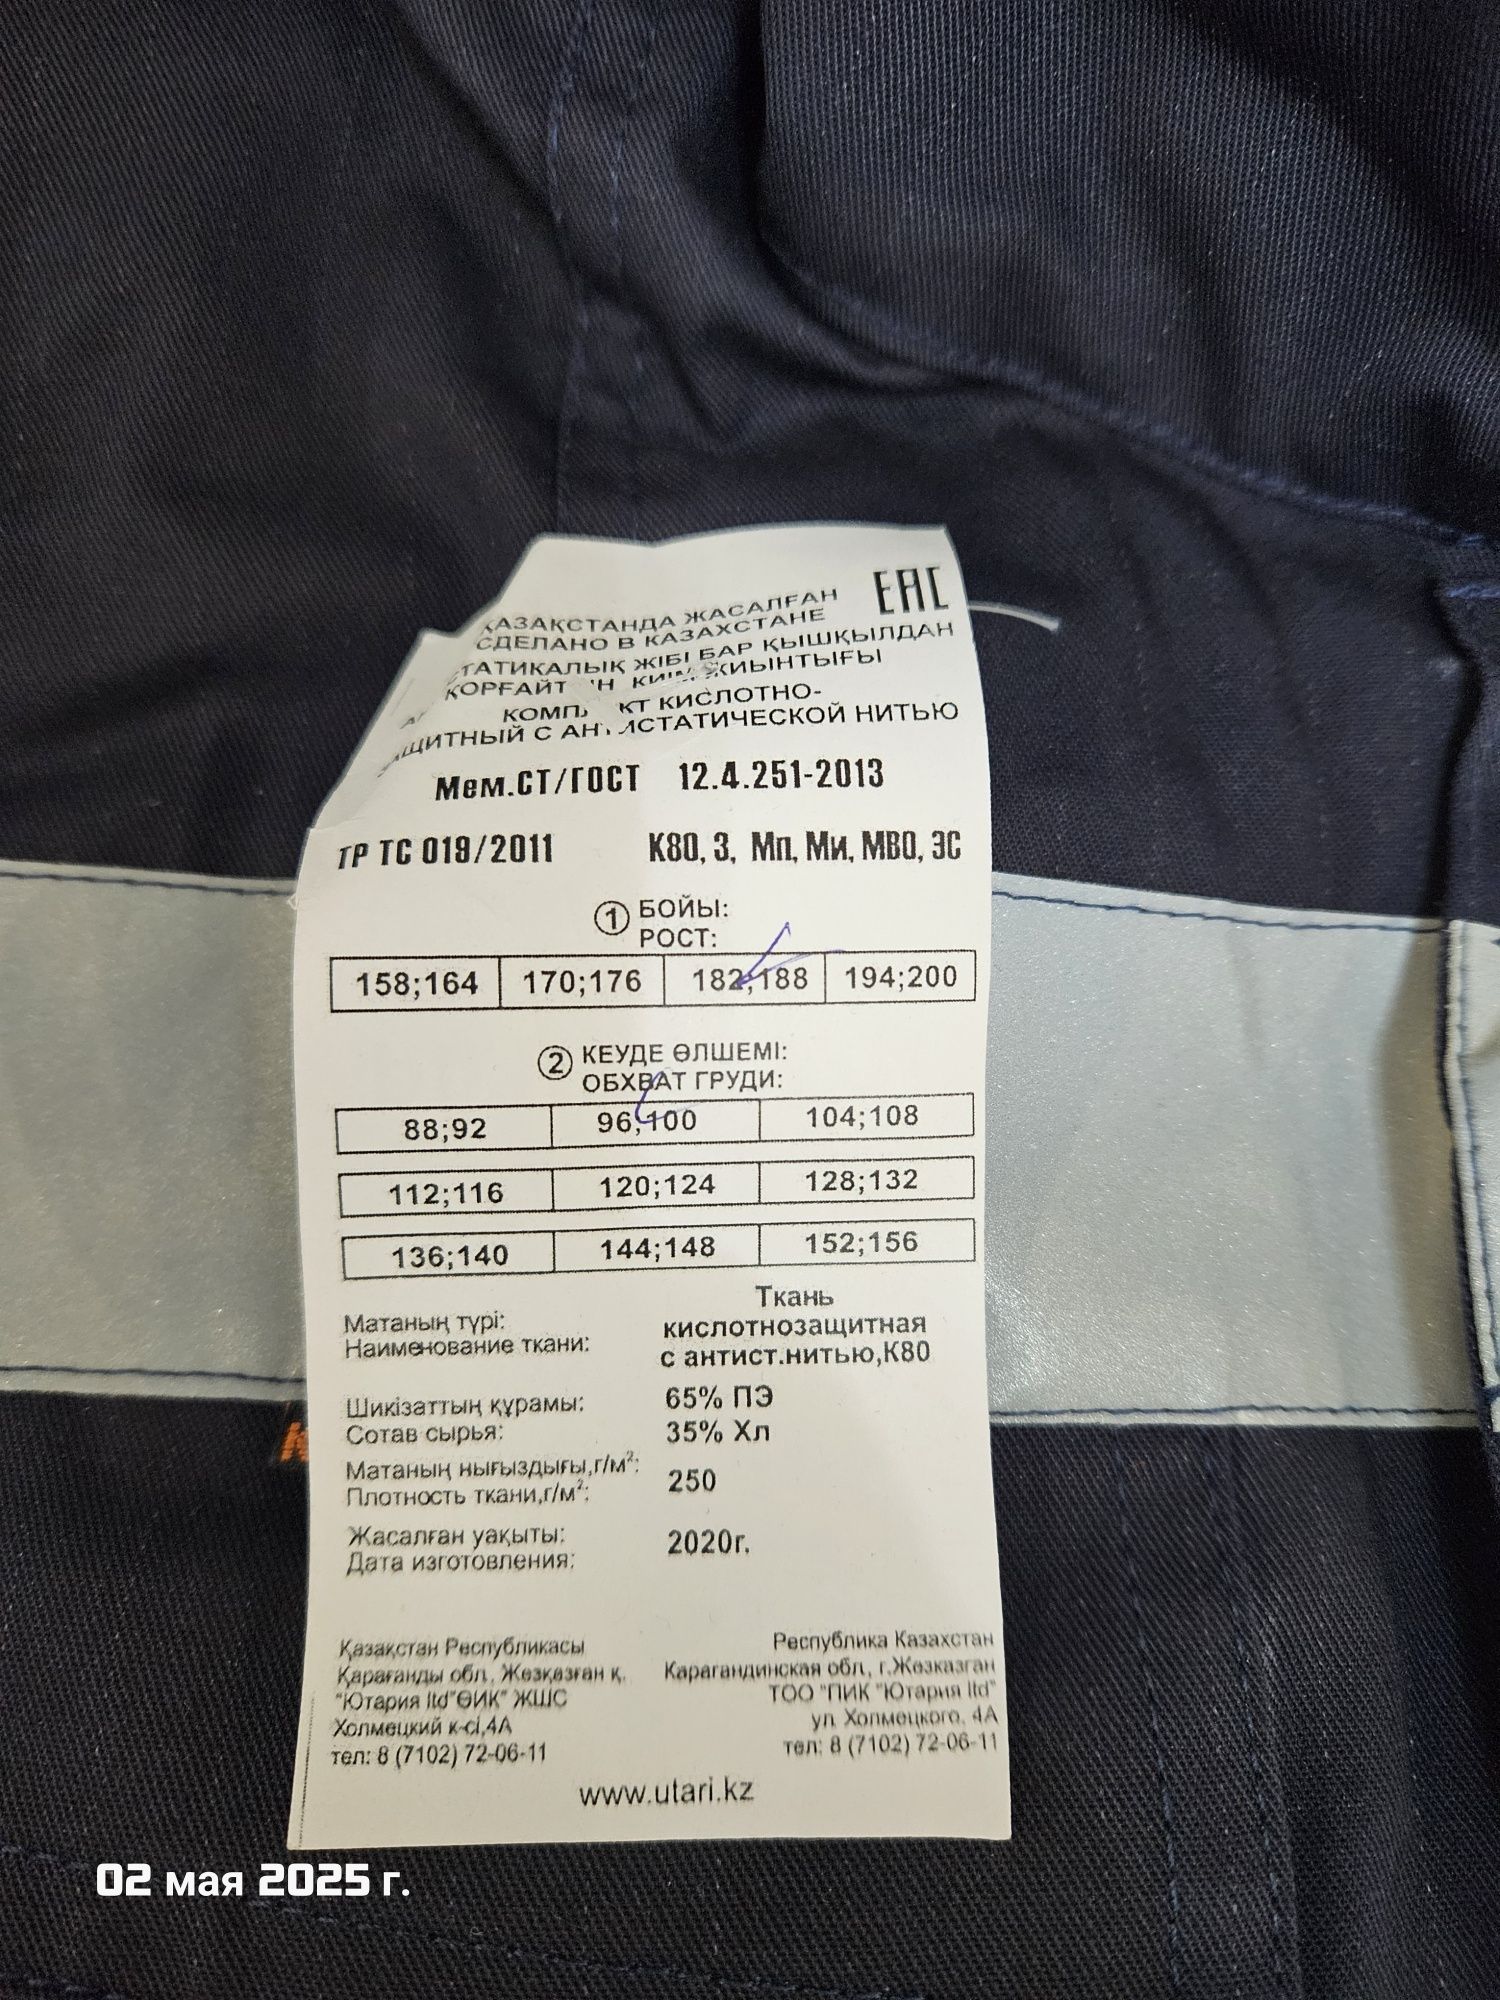 ЕАС
ҚАЗАҚСТАНДА ЖАСАЛҒАН
СДЕЛАНО В КАЗАХСТАНЕ
ЖІБІ БАР ҚЫШҚЫЛДАН
КТ КИСЛОТНО-
С НИТЬЮ
Мем.СТ/ГОСТ 12.4.251-2013
ТР ТС 019/2011 К80, З, Мп, Ми, МВО, ЭС
① БОЙЫ:
РОСТ:
158;164 170;176 182;188 194;200
② КЕУДЕ ӨЛШЕМІ:
ОБХВАТ ГРУДИ:
88;92 96;100 104;108
112;116 120;124 128;132
136;140 144;148 152;156
Матаның түрі:
Наименование ткани:
Ткань
кислотнозащитная
с антист.нитью,К80
Шикізаттың құрамы:
Сотав сырья:
65% ПЭ
35% Хл
Матаның нығыздығы,г/м²:
Плотность ткани,г/м²:
250
Жасалған уақыты:
Дата изготовления:
2020г.
Қазақстан Республикасы
Қарағанды обл., Жезқазған қ.
"Ютария ltd"ӨИК" ЖШС
Холмецкий к-сі,4А
тел: 8 (7102) 72-06-11
Республика Казахстан
Карагандинская обл, г.Жезказган
ТОО "ПИК "Ютария ltd"
ул. Холмецкого, 4А
тел: 8 (7102) 72-06-11
www.utari.kz
02 мая 2025 г.